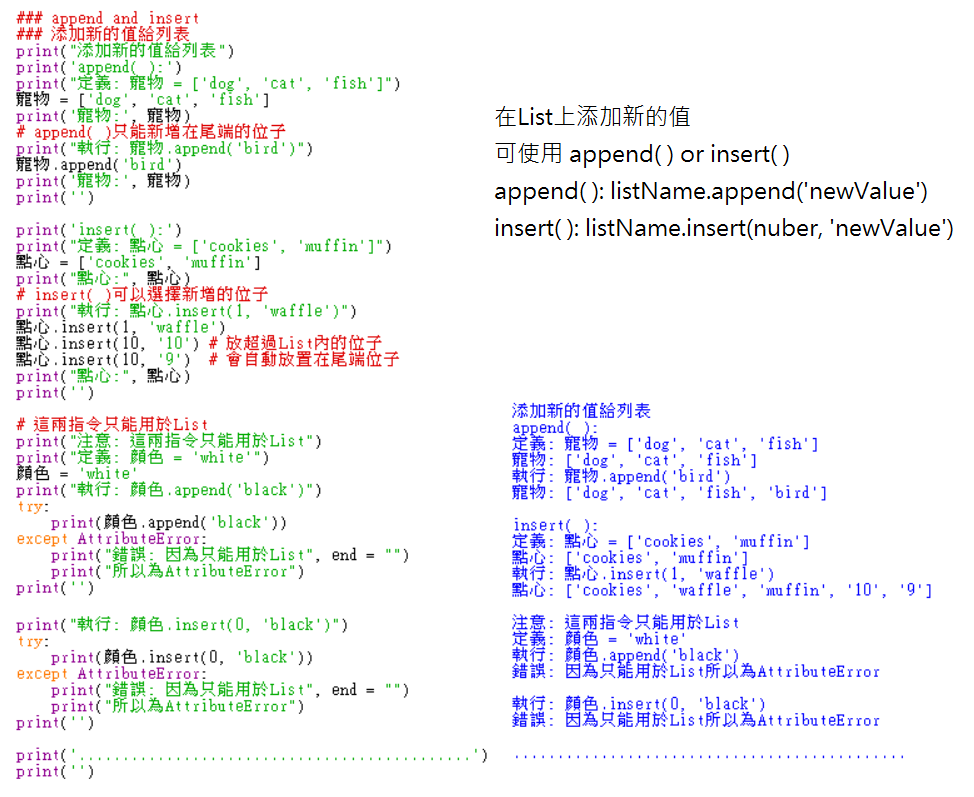 ### append and insert
### 添加新的值給列表
print("添加新的值給列表")
print('append( ):')
print("定義: 寵物 = ['dog', 'cat', 'fish']")
寵物 = ['dog', 'cat', 'fish']
print('寵物:', 寵物)
# append( )只能新增在尾端的位子
print("執行: 寵物.append('bird')")
寵物.append('bird')
print('寵物:', 寵物)
print('')
print('insert( ):')
print("定義: 點心 = ['cookies', 'muffin']")
點心 = ['cookies', 'muffin']
print("點心:", 點心)
# insert( )可以選擇新增的位子
print("執行: 點心.insert(1, 'waffle')")
點心.insert(1, 'waffle')
點心.insert(10, '10') # 放超過List內的位子
點心.insert(10, '9')  # 會自動放置在尾端位子
print("點心:", 點心)
print('')
# 這兩指令只能用於List
print("注意: 這兩指令只能用於List")
print("定義: 顏色 = 'white'")
顏色 = 'white'
print("執行: 顏色.append('black')")
try:
    print(顏色.append('black'))
except AttributeError:
    print("錯誤: 因為只能用於List", end = "")
    print("所以為AttributeError")
print('')
print("執行: 顏色.insert(0, 'black')")
try:
    print(顏色.insert(0, 'black'))
except AttributeError:
    print("錯誤: 因為只能用於List", end = "")
    print("所以為AttributeError")
print('')
print('.............................................')
print('')
在List上添加新的值
可使用 append( ) or insert( )
append( ): listName.append('newValue')
insert( ): listName.insert(nuber, 'newValue')
添加新的值給列表
append( ):
定義: 寵物 = ['dog', 'cat', 'fish']
寵物: ['dog', 'cat', 'fish']
執行: 寵物.append('bird')
寵物: ['dog', 'cat', 'fish', 'bird']
insert( ):
定義: 點心 = ['cookies', 'muffin']
點心: ['cookies', 'muffin']
執行: 點心.insert(1, 'waffle')
點心: ['cookies', 'waffle', 'muffin', '10', '9']
注意: 這兩指令只能用於List
定義: 顏色 = 'white'
執行: 顏色.append('black')
錯誤: 因為只能用於List所以為AttributeError
執行: 顏色.insert(0, 'black')
錯誤: 因為只能用於List所以為AttributeError
.............................................